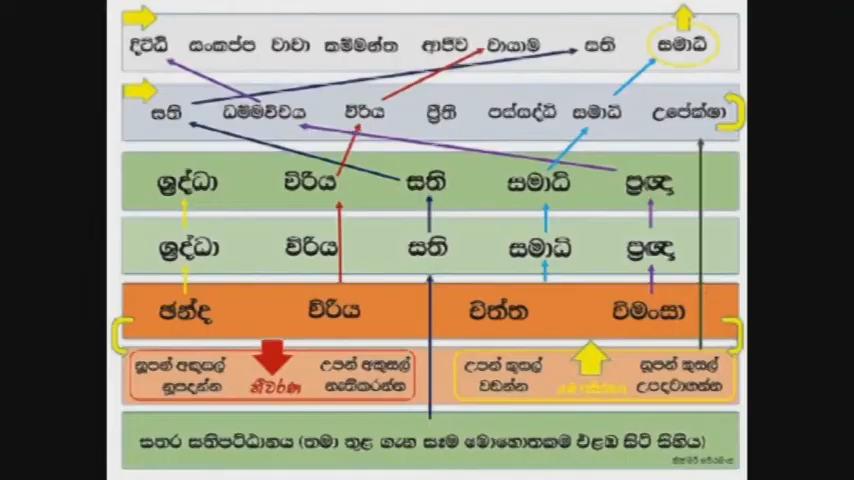 දිට්ඨි සංකප්ප වාචා කම්මන්ත ආජීව වායාම සති සමාධි
සති ධම්මවිචය විරිය ප්‍රීති පස්සද්ධි සමාධි උපේක්ෂා
ශ්‍රද්ධා විරිය සති සමාධි ප්‍රඥා
ශ්‍රද්ධා විරිය සති සමාධි ප්‍රඥා
ඡන්ද විරිය චිත්ත විමංසා
නූපන් අකුසල් උපන් අකුසල් උපන් කුසල් නූපන් කුසල්
නූපදන්න නීවරණ නැතිකරන්න වඩන්න උපදවාගන්න
සතර සතිපට්ඨානය (තමා තුළ ගැන සෑම මොහොතකම එළඹ සිටි සිහිය)